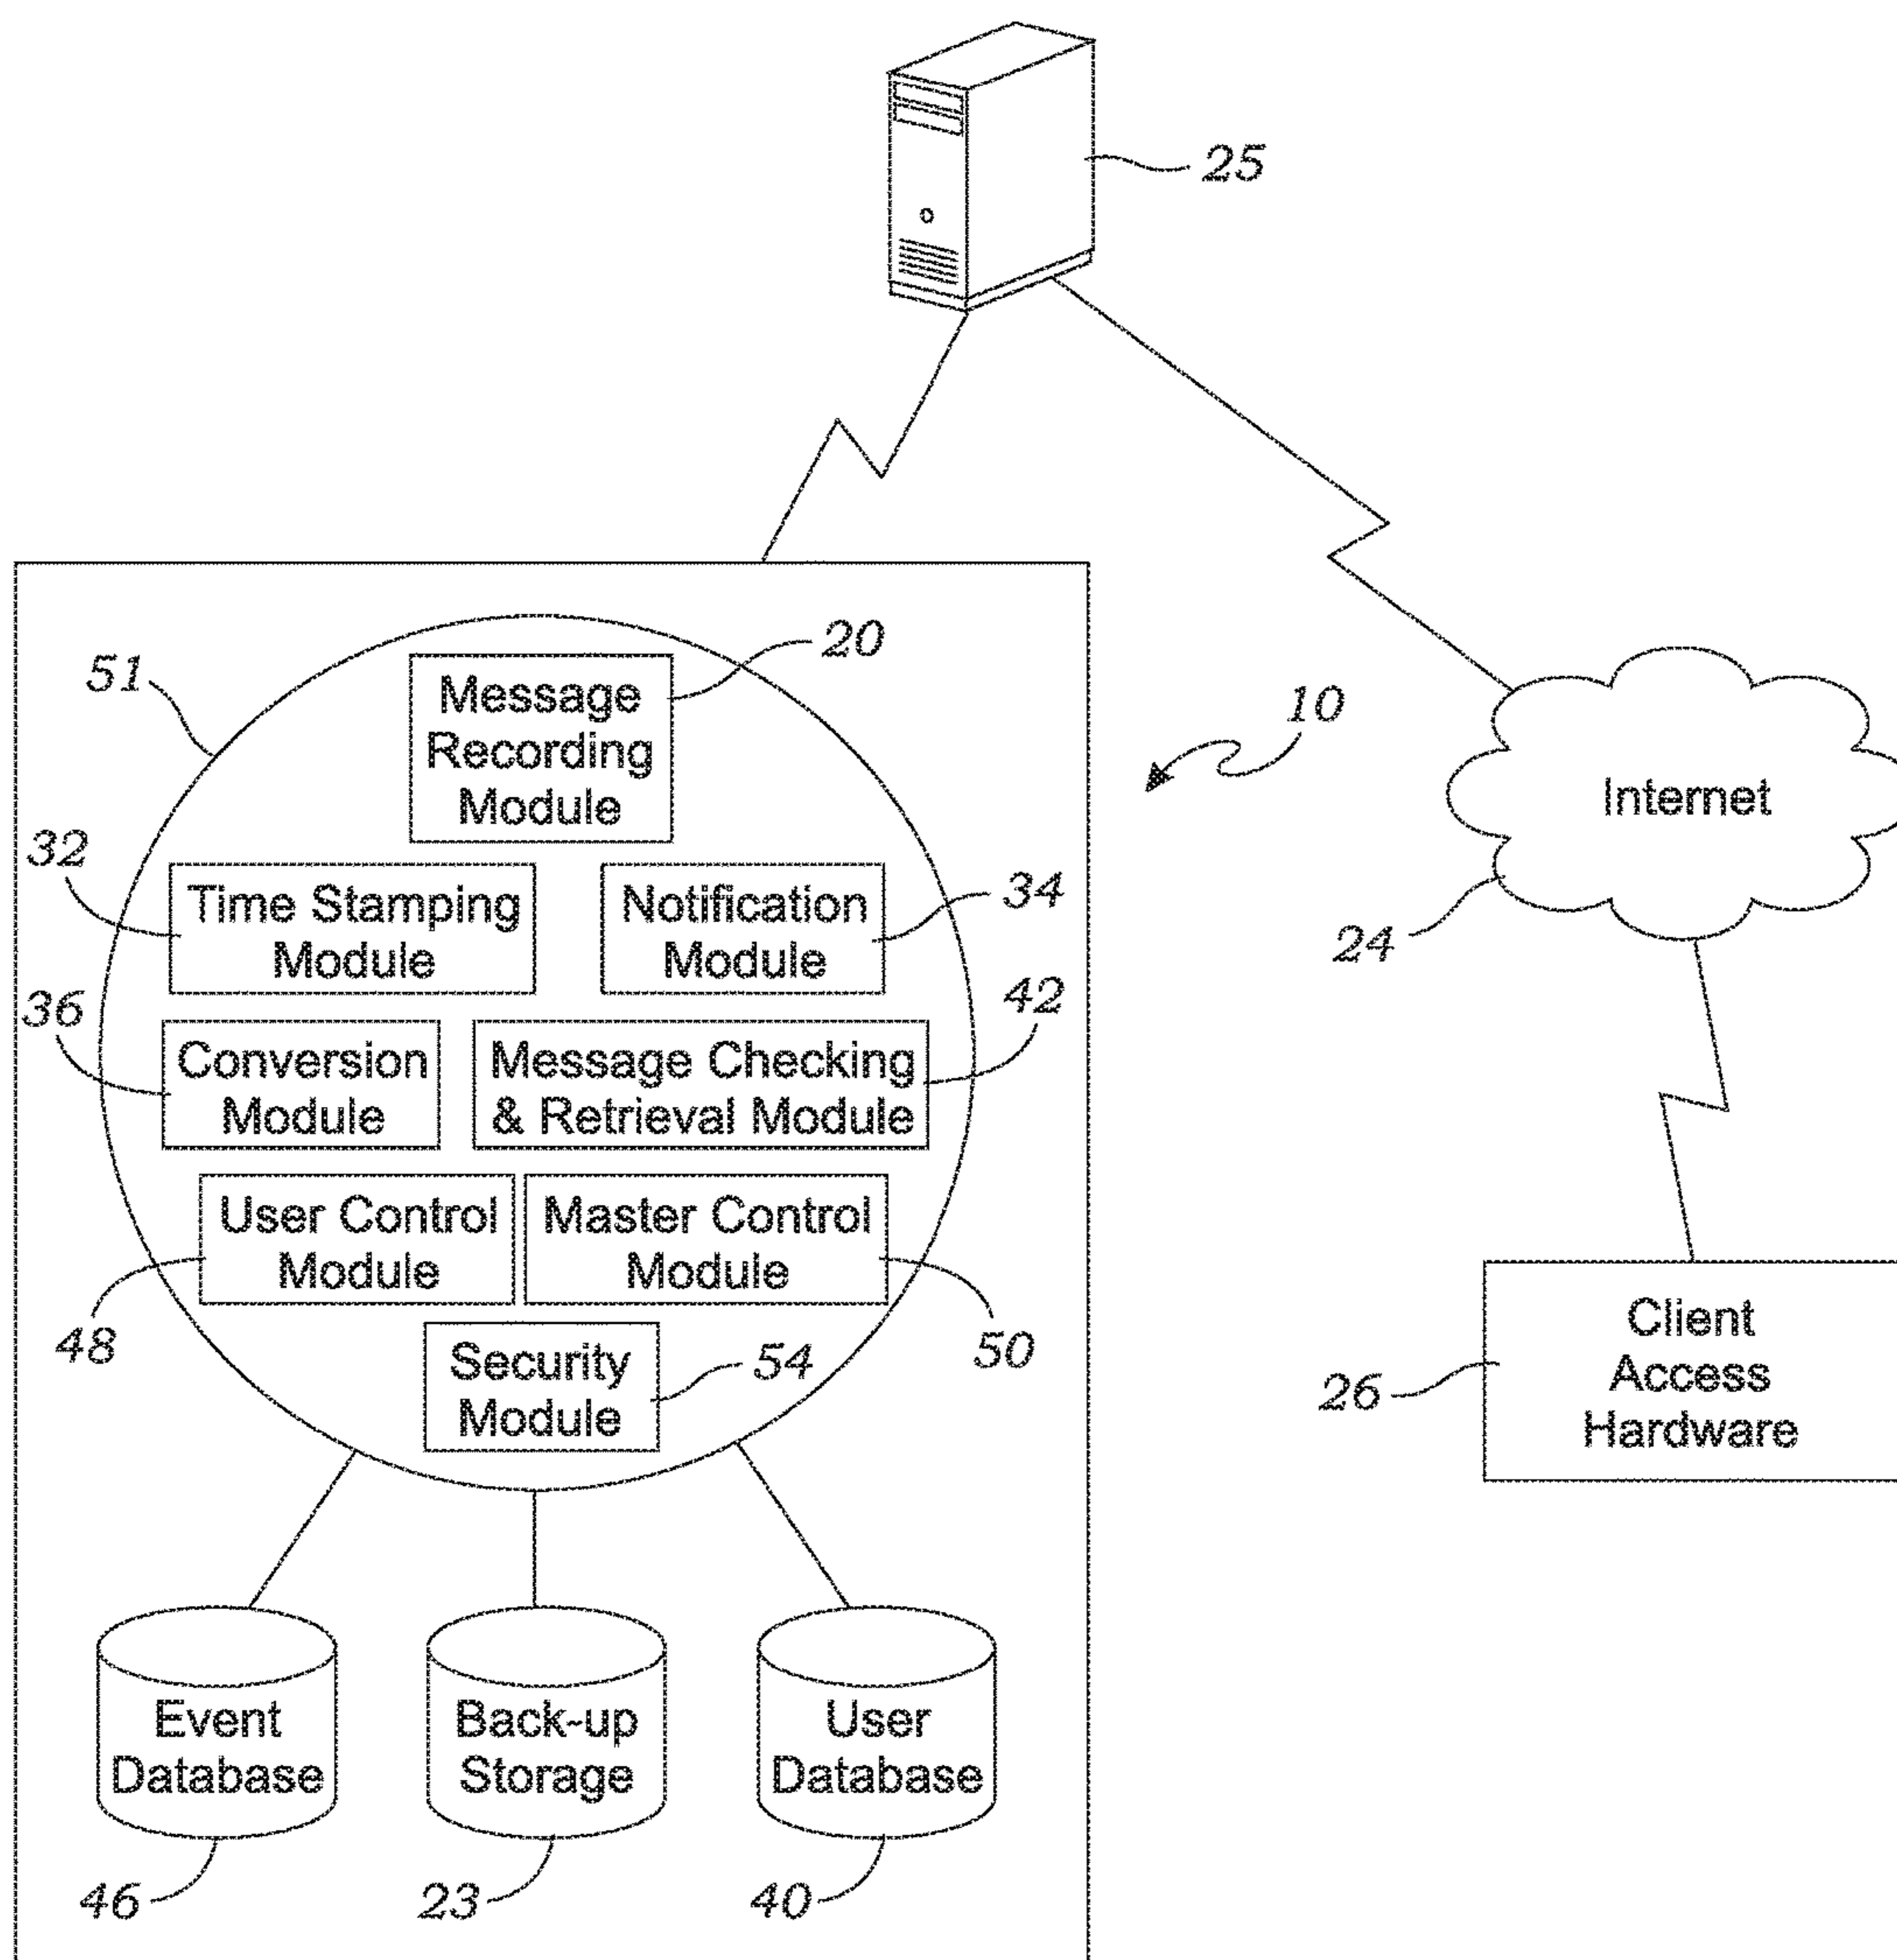 25
51
20
Message
Recording
Module
10
Internet
24
32
Time Stamping
Module
Notification
Module
34
36
Conversion
Module
Message Checking
& Retrieval Module
42
User Control
Module
48
Master Control
Module
50
Security
Module
54
Client
Access
Hardware
26
Event
Database
46
Back-up
Storage
23
User
Database
40